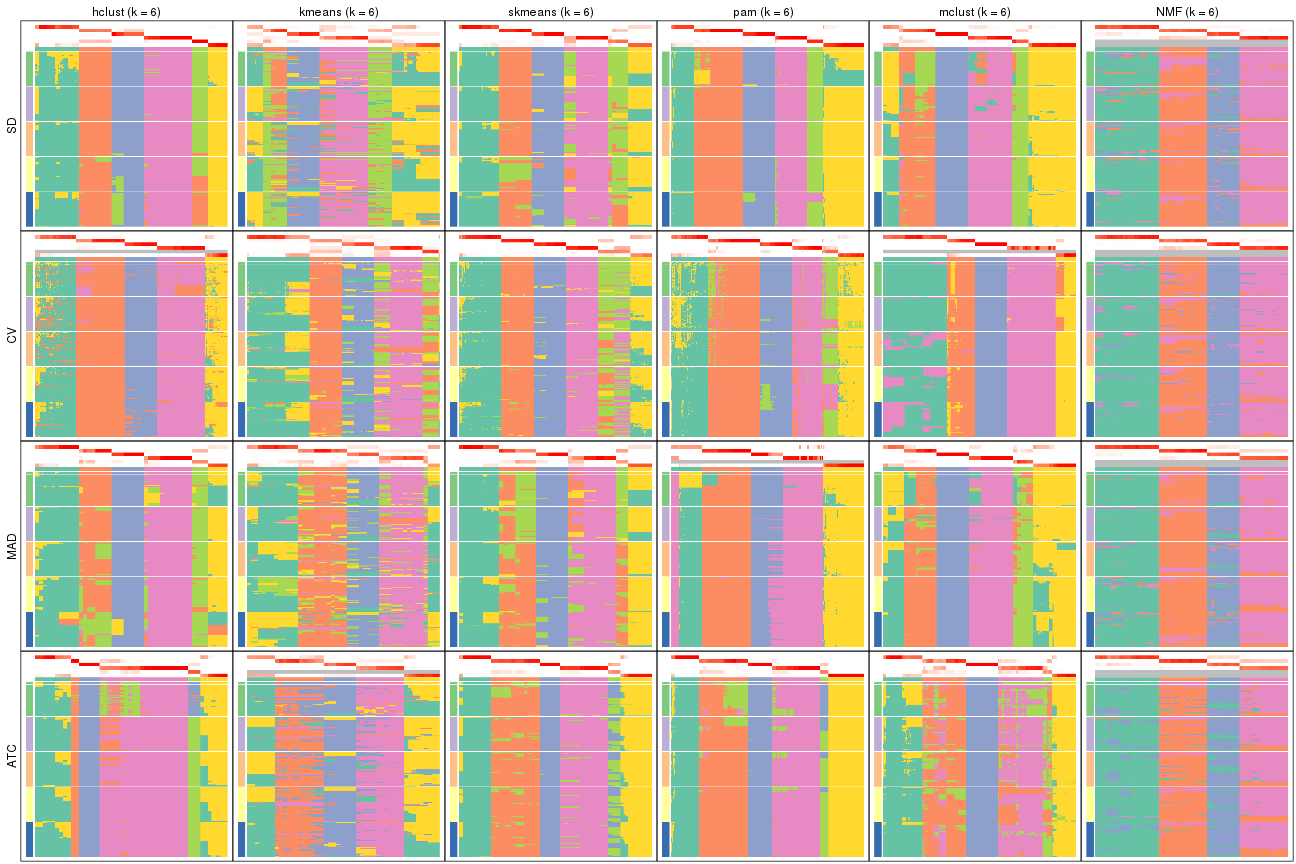 hclust (k = 6) kmeans (k = 6) skmeans (k = 6) pam (k = 6) mclust (k = 6) NMF (k = 6)
SD
CV
MAD
ATC